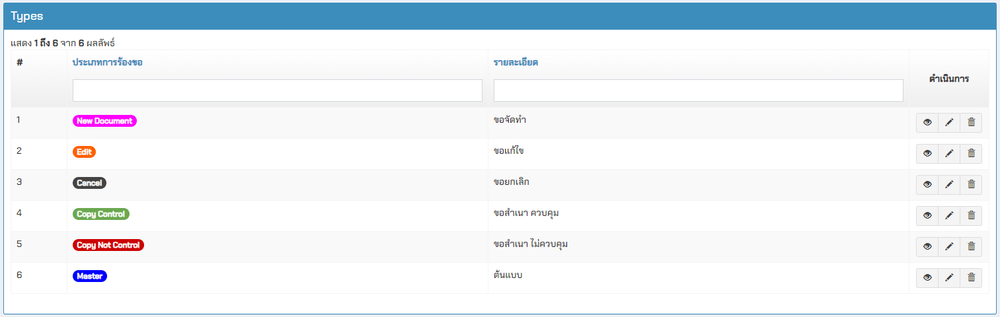 Types
แสดง 1 ถึง 6 จาก 6 ผลลัพธ์
# ประเภทการร้องขอ รายละเอียด ดำเนินการ
1 New Document ขอจัดทำ
2 Edit ขอแก้ไข
3 Cancel ขอยกเลิก
4 Copy Control ขอสำเนา ควบคุม
5 Copy Not Control ขอสำเนา ไม่ควบคุม
6 Master ต้นแบบ